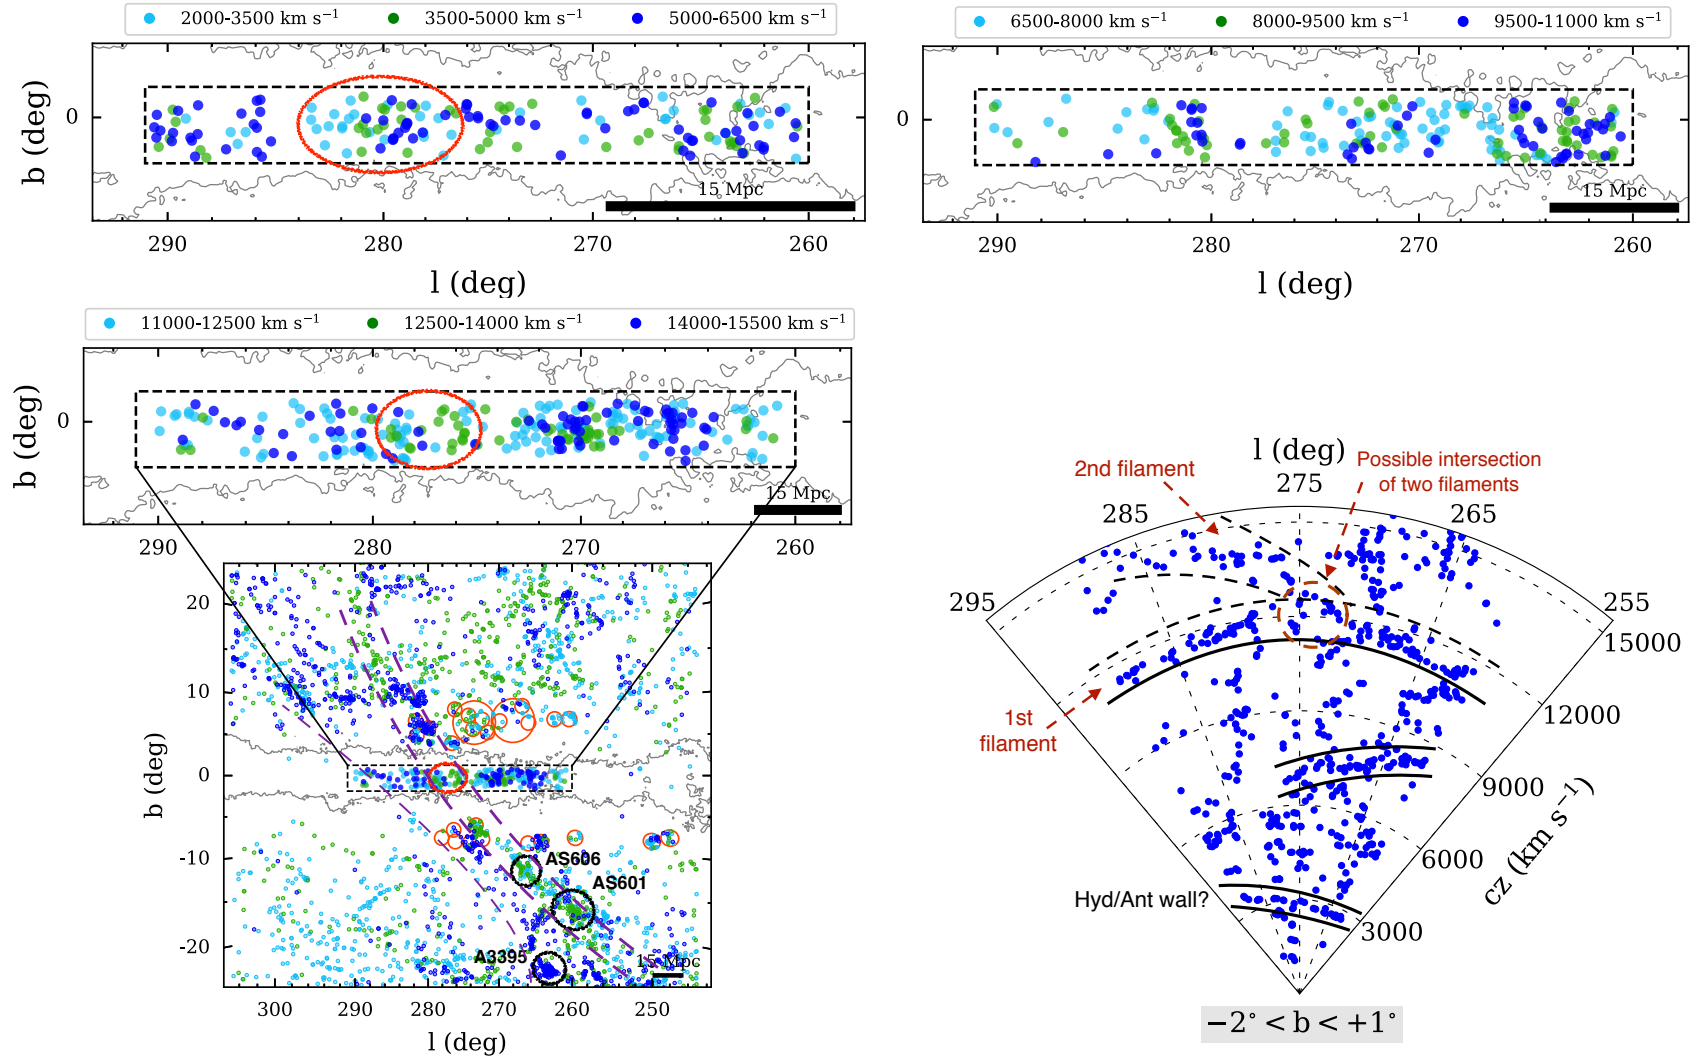 2000-3500 km s⁻¹ 3500-5000 km s⁻¹ 5000-6500 km s⁻¹
b (deg)
0
15 Mpc
290 280 270 260
l (deg)
6500-8000 km s⁻¹ 8000-9500 km s⁻¹ 9500-11000 km s⁻¹
b (deg)
0
15 Mpc
290 280 270 260
l (deg)
11000-12500 km s⁻¹ 12500-14000 km s⁻¹ 14000-15500 km s⁻¹
b (deg)
0
15 Mpc
290 280 270 260
20
10
0
-10
-20
b (deg)
AS606
AS601
A3395
15 Mpc
300 290 280 270 260 250
l (deg)
l (deg)
275
285 265
295 255
2nd filament
Possible intersection
of two filaments
1st
filament
Hyd/Ant wall?
15000
12000
9000
6000
3000
cz (km s⁻¹)
−2° < b < +1°